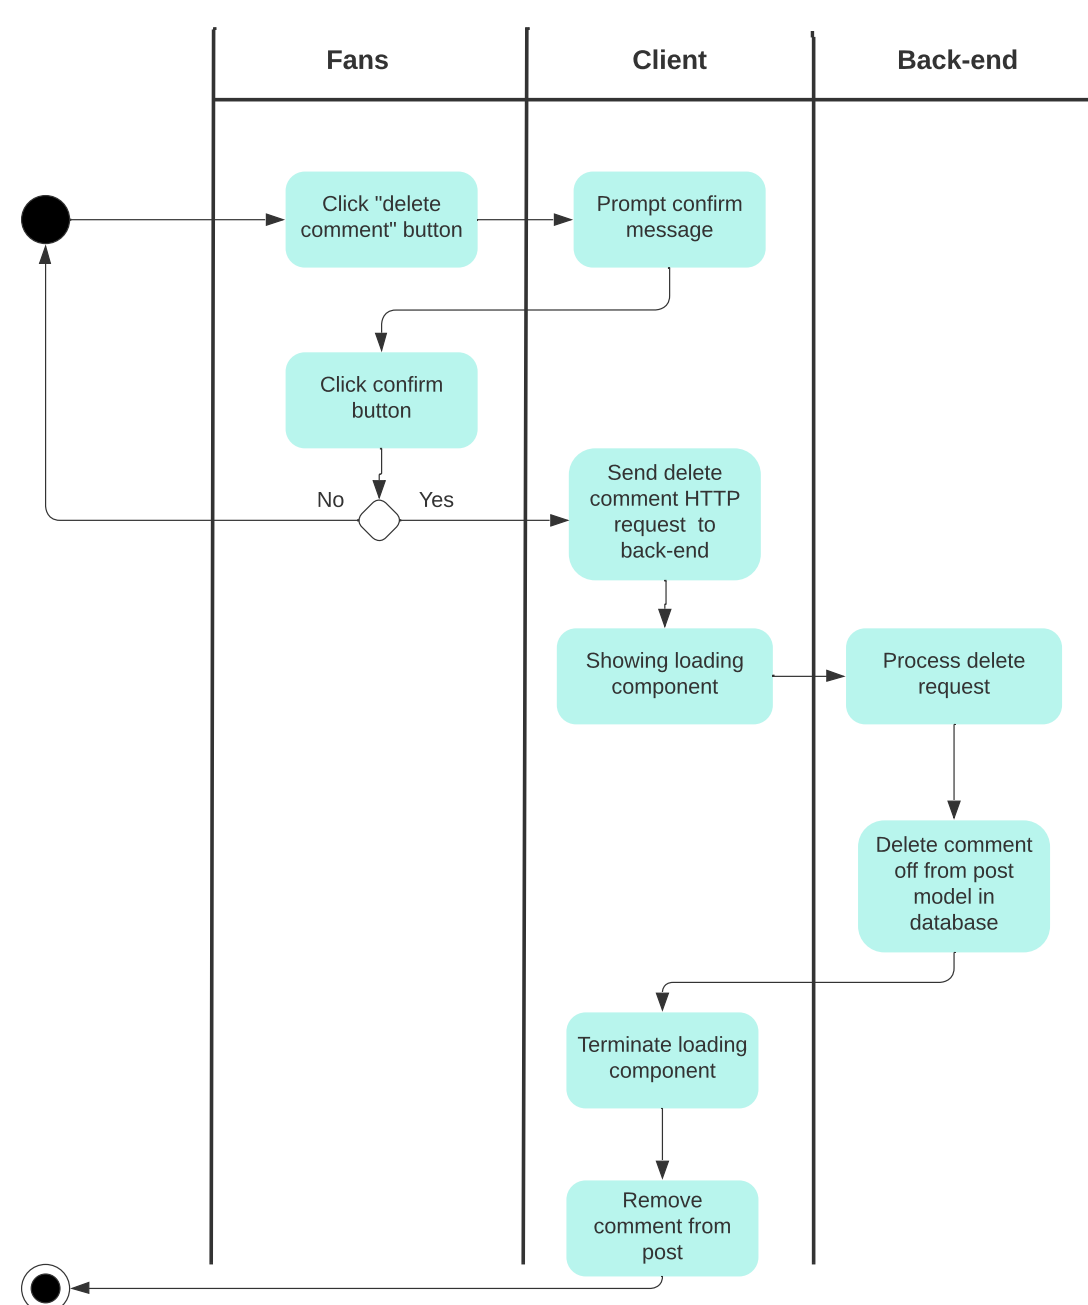 Fans
Client
Back-end
Click "delete
comment" button
Prompt confirm
message
Click confirm
button
No
Yes
Send delete
comment HTTP
request  to
back-end
Showing loading
component
Process delete
request
Delete comment
off from post
model in
database
Terminate loading
component
Remove
comment from
post